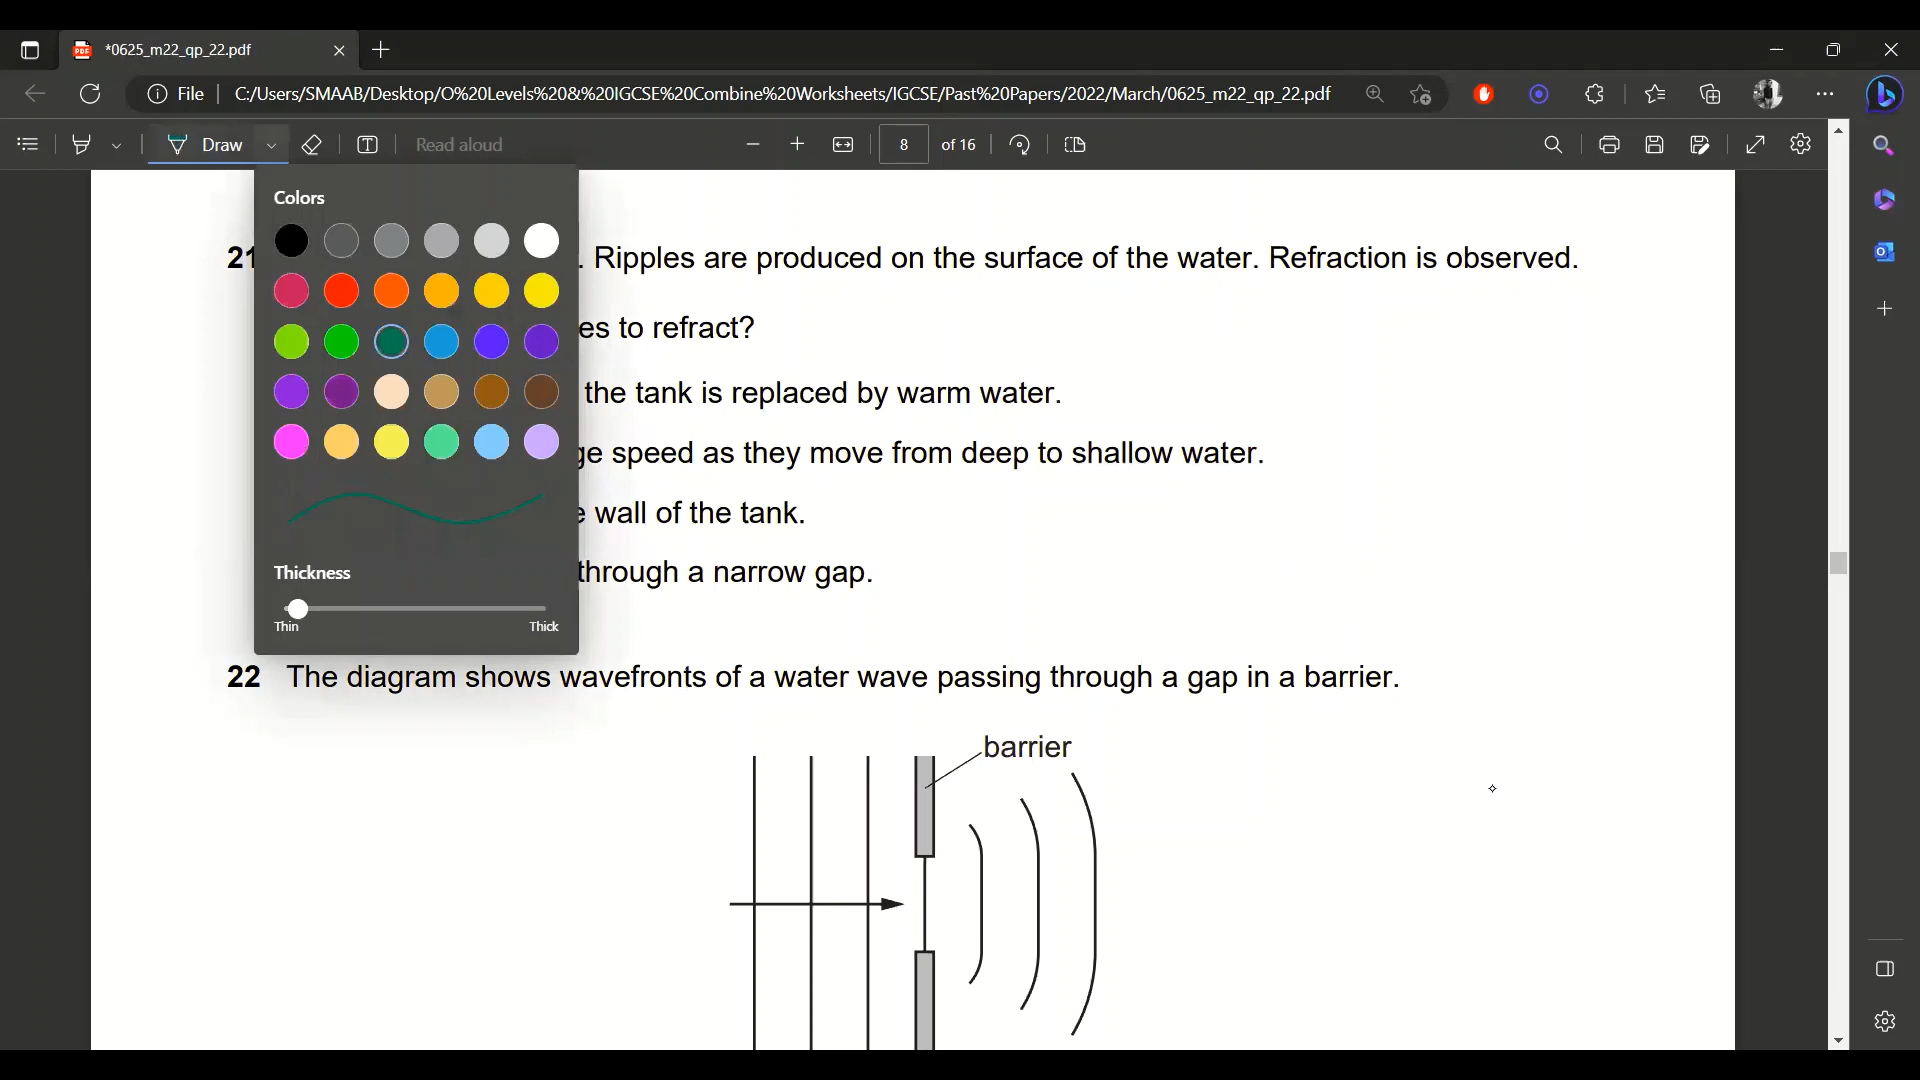 *0625_m22_qp_22.pdf
File
C:/Users/SMAAB/Desktop/O%20Levels%20&%20IGCSE%20Combine%20Worksheets/IGCSE/Past%20Papers/2022/March/0625_m22_qp_22.pdf
Draw
Read aloud
8 of 16
Colors
21 . Ripples are produced on the surface of the water. Refraction is observed.
es to refract?
the tank is replaced by warm water.
ge speed as they move from deep to shallow water.
wall of the tank.
through a narrow gap.
Thickness
Thin Thick
22 The diagram shows wavefronts of a water wave passing through a gap in a barrier.
barrier